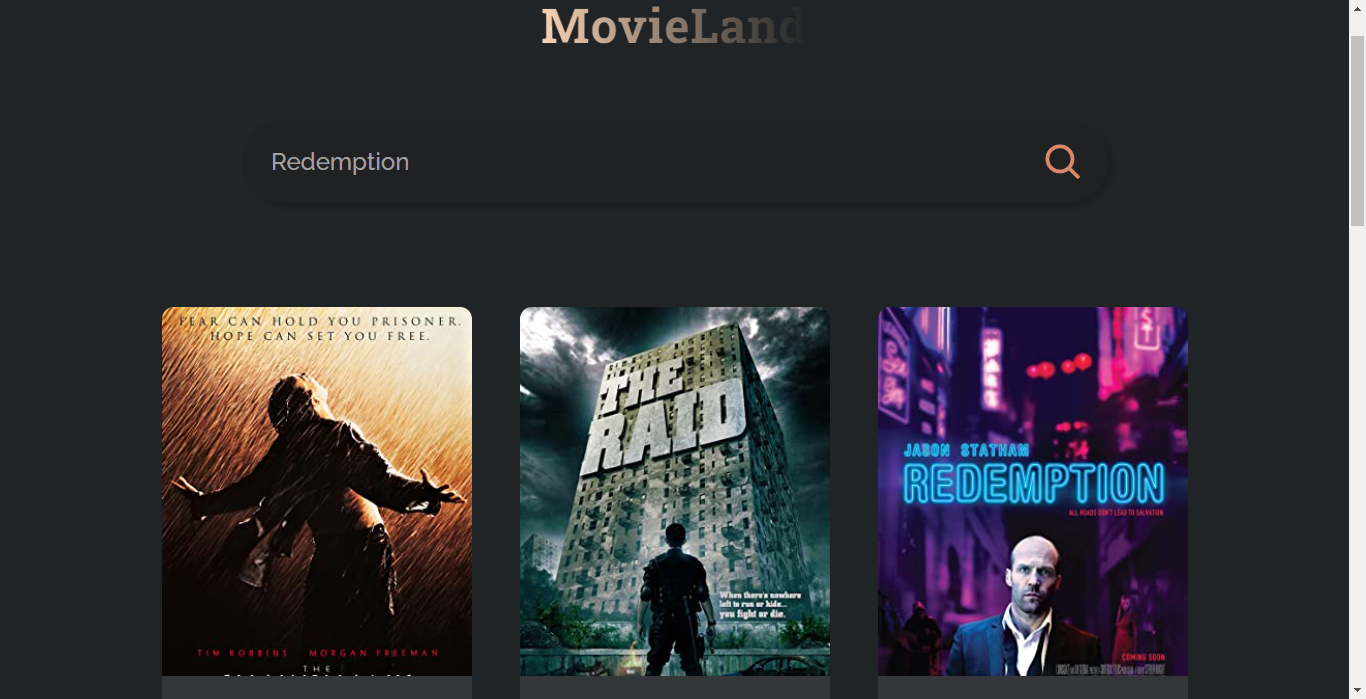 MovieLand
Redemption
FEAR CAN HOLD YOU PRISONER.
HOPE CAN SET YOU FREE.
TIM ROBBINS MORGAN FREEMAN
THE
THE
RAID
When there's nowhere
left to run or hide...
you fight or die.
JASON STATHAM
REDEMPTION
ALL ROADS DON'T LEAD TO SALVATION
COMING SOON